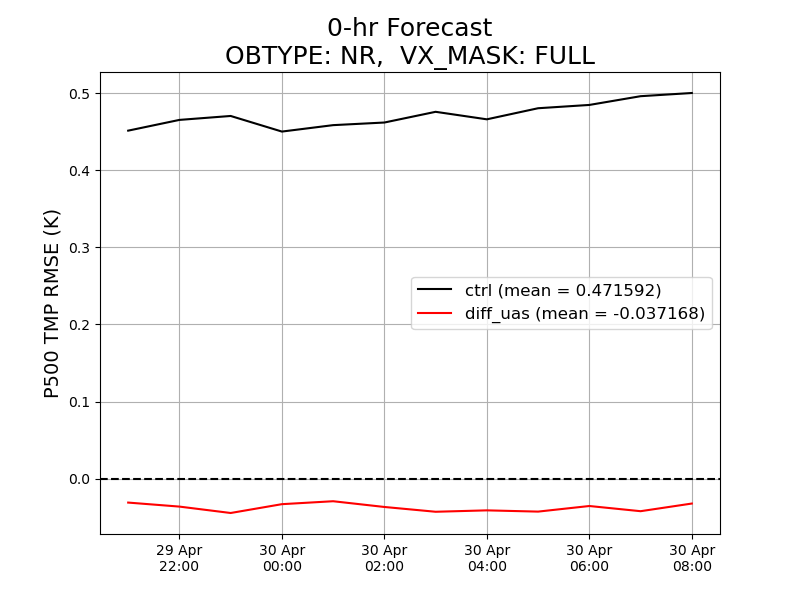 0-hr Forecast
OBTYPE: NR,  VX_MASK: FULL
P500 TMP RMSE (K)
0.5
0.4
0.3
0.2
0.1
0.0
ctrl (mean = 0.471592)
diff_uas (mean = -0.037168)
29 Apr
22:00
30 Apr
00:00
30 Apr
02:00
30 Apr
04:00
30 Apr
06:00
30 Apr
08:00